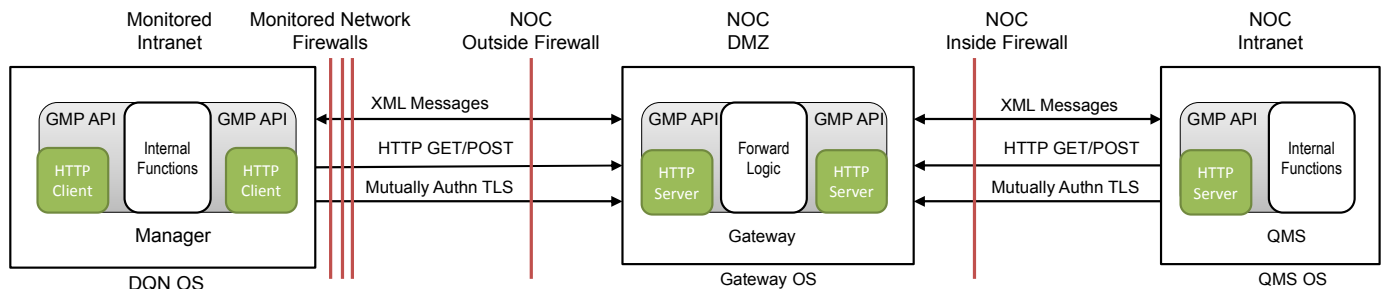 Monitored
Intranet
Monitored Network
Firewalls
NOC
Outside Firewall
NOC
DMZ
NOC
Inside Firewall
NOC
Intranet
GMP API
Internal
Functions
GMP API
HTTP
Client
HTTP
Client
Manager
DQN OS
XML Messages
HTTP GET/POST
Mutually Authn TLS
GMP API
Forward
Logic
GMP API
HTTP
Server
HTTP
Server
Gateway
Gateway OS
XML Messages
HTTP GET/POST
Mutually Authn TLS
GMP API
Internal
Functions
HTTP
Server
QMS
QMS OS